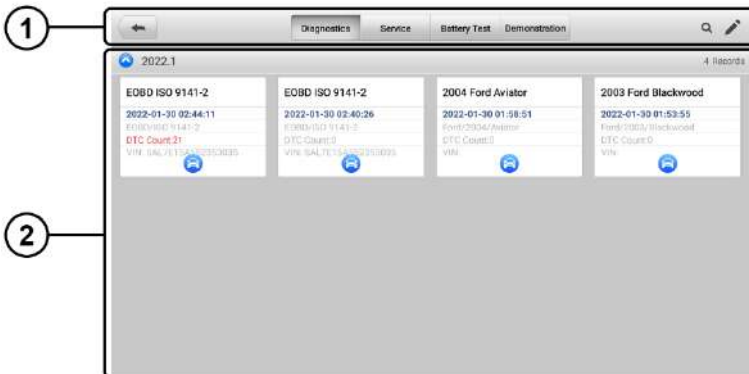 1
Diagnostics Service Battery Test Demonstration
2022.1 4 Records
EOBD ISO 9141-2 EOBD ISO 9141-2 2004 Ford Aviator 2003 Ford Blackwood
2022-01-30 02:44:11 2022-01-30 02:40:26 2022-01-30 01:58:51 2022-01-30 01:53:55
EOBD/ISO 9141-2 EOBD/ISO 9141-2 Ford/2004/Aviator Ford/2003/Blackwood
DTC Count:21 DTC Count:0 DTC Count:0 DTC Count:0
VIN: VIN: VIN: VIN:
2